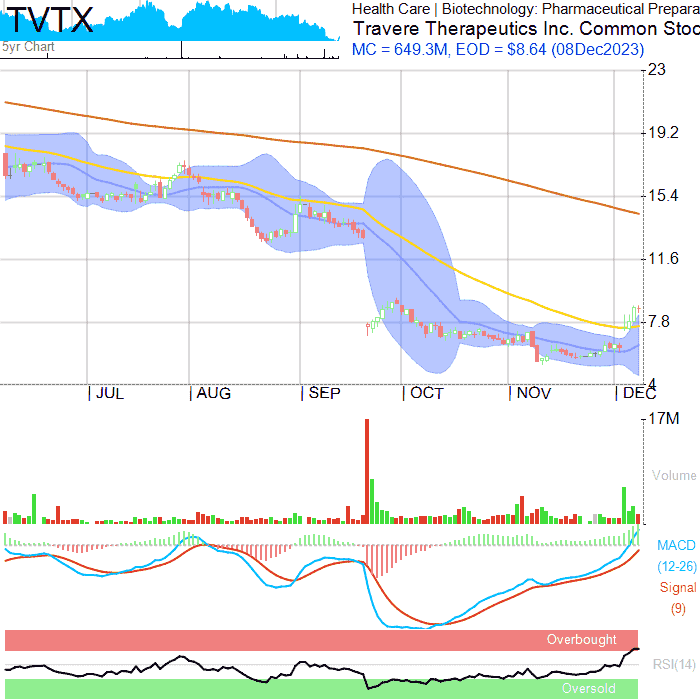 TVTX
5yr Chart
Health Care | Biotechnology: Pharmaceutical Prepara
Travere Therapeutics Inc. Common Stoc
MC = 649.3M, EOD = $8.64 (08Dec2023)
23
19.2
15.4
11.6
7.8
4
JUL AUG SEP OCT NOV DEC
17M
Volume
MACD
(12-26)
Signal
(9)
Overbought
RSI(14)
Oversold